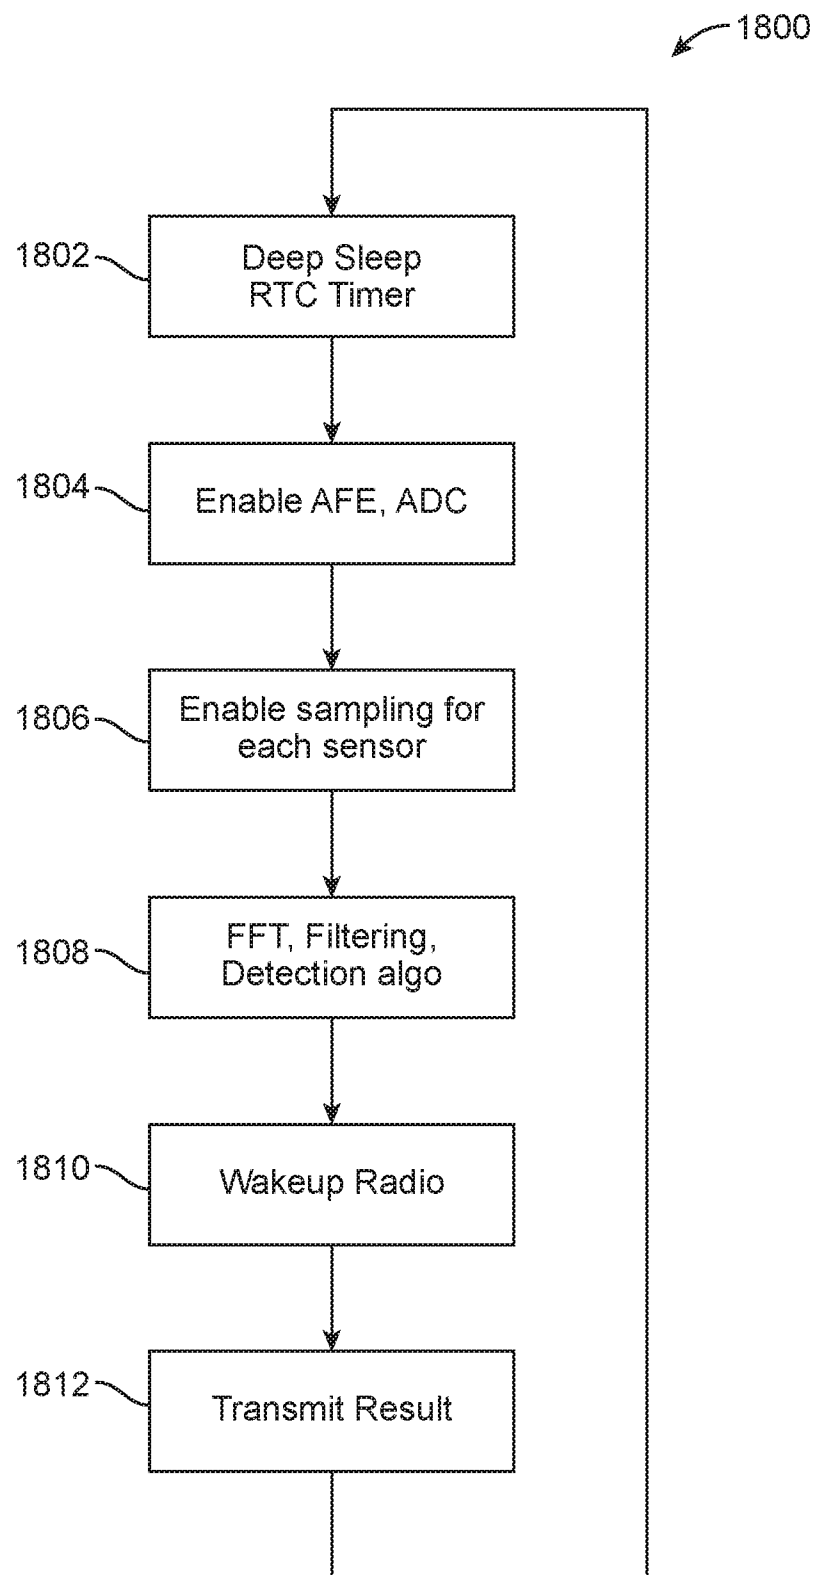 1800
1802
Deep Sleep
RTC Timer
1804
Enable AFE, ADC
1806
Enable sampling for
each sensor
1808
FFT, Filtering,
Detection algo
1810
Wakeup Radio
1812
Transmit Result